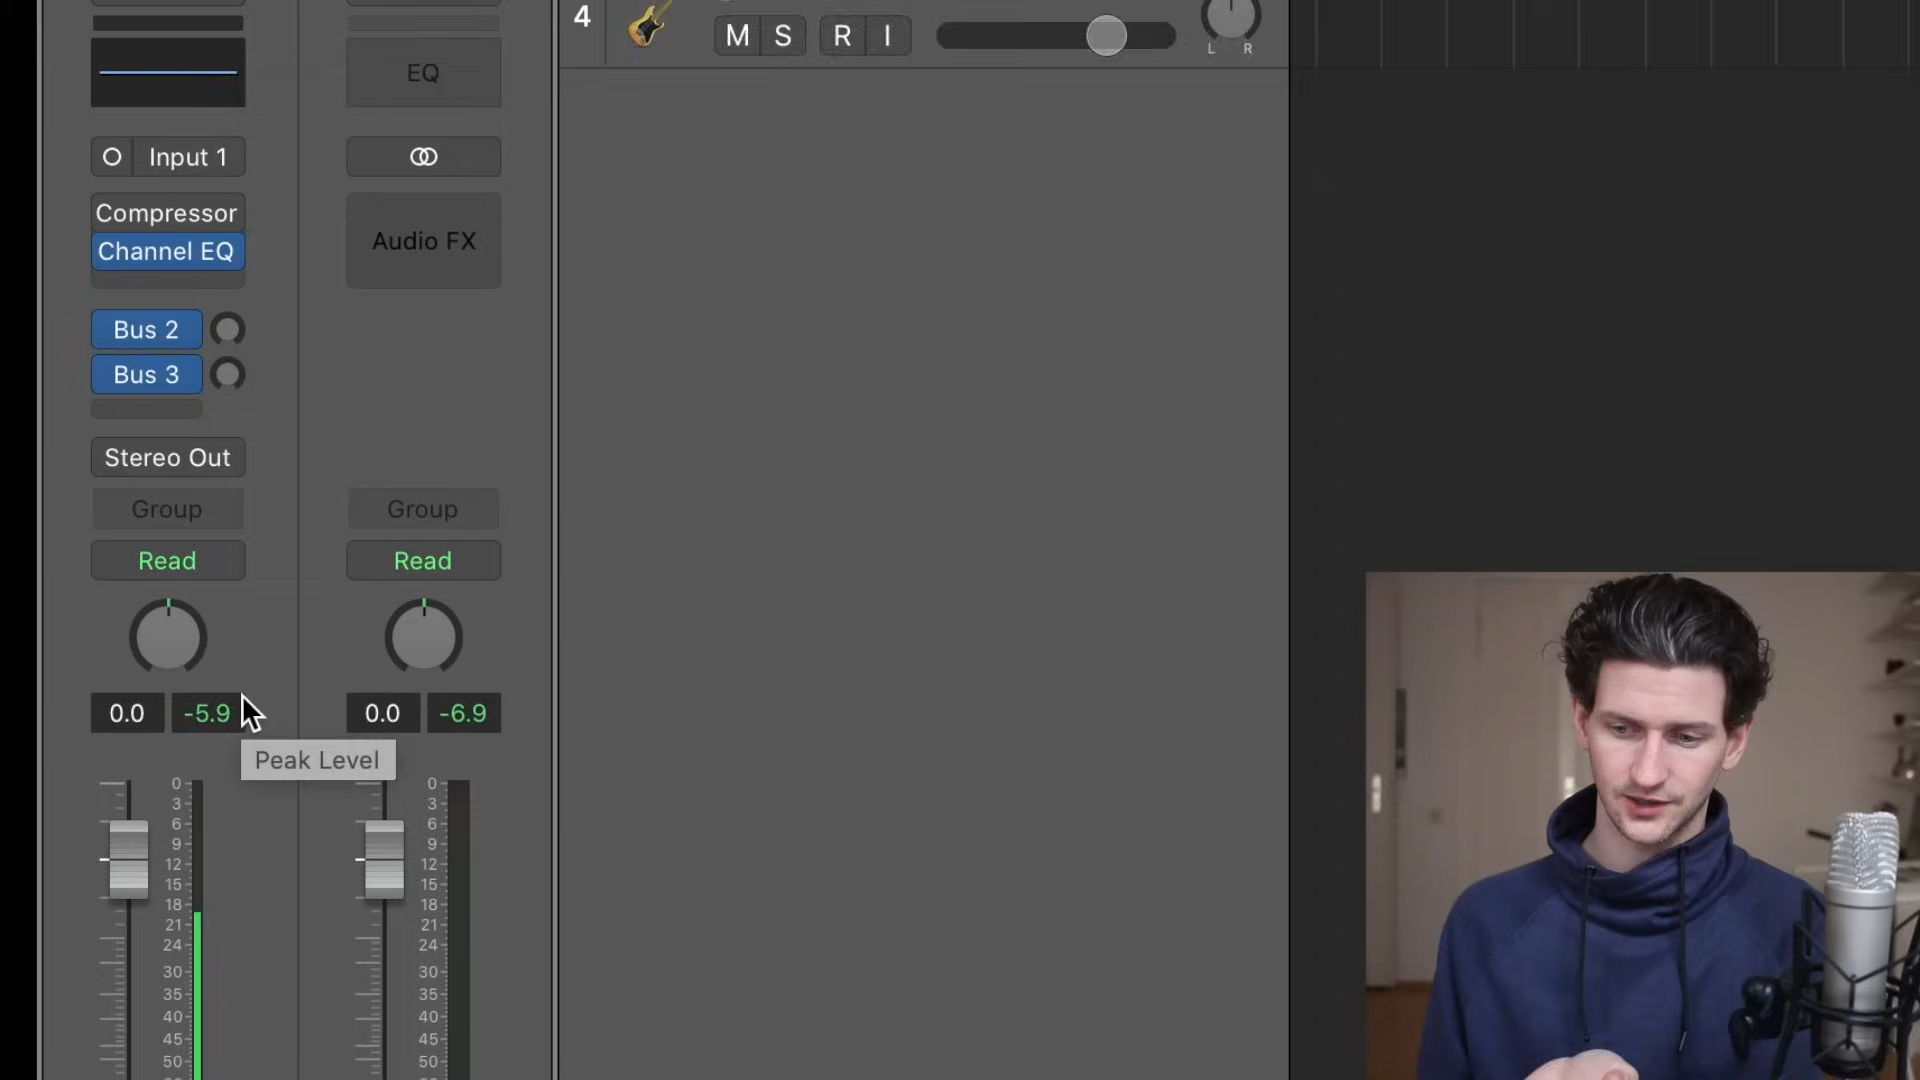 4
M S R I
L R
EQ
Input 1
Compressor
Channel EQ
Audio FX
Bus 2
Bus 3
Stereo Out
Group Group
Read Read
0.0 -5.9 0.0 -6.9
Peak Level
0 0
3 3
6 6
9 9
12 12
15 15
18 18
21 21
24 24
30 30
35 35
40 40
45 45
50 50